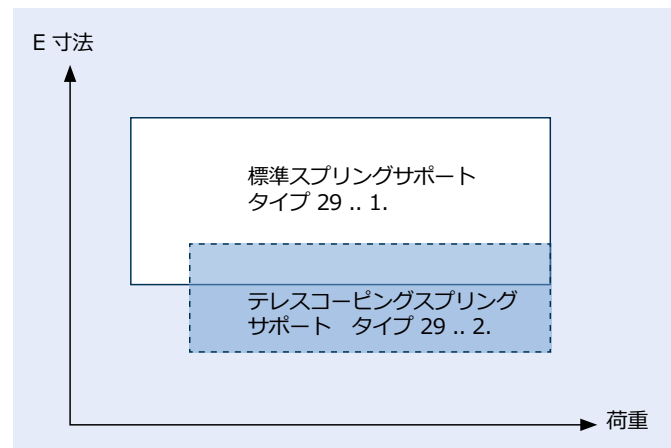 E 寸法
標準スプリングサポート
タイプ 29 .. 1.
テレスコーピングスプリング
サポート　タイプ 29 .. 2.
荷重